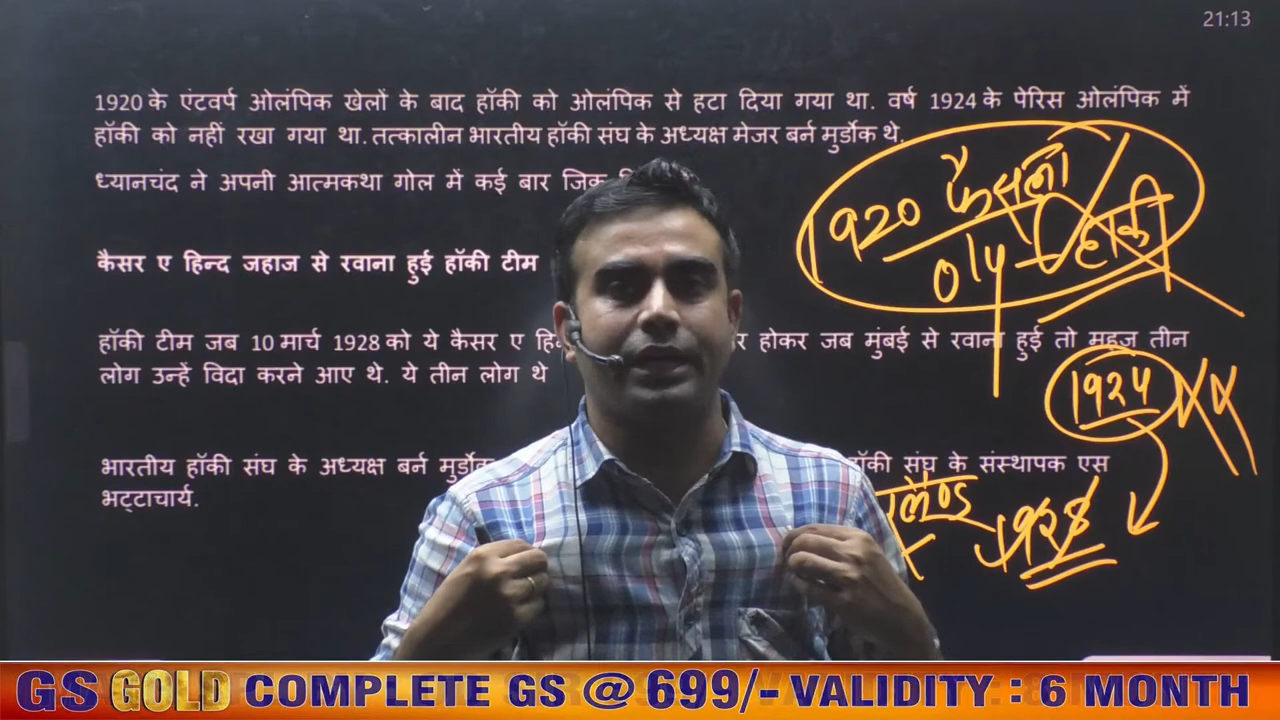 21:13
1920 के एंटवर्प ओलंपिक खेलों के बाद हॉकी को ओलंपिक से हटा दिया गया था. वर्ष 1924 के पेरिस ओलंपिक में
हॉकी को नहीं रखा गया था. तत्कालीन भारतीय हॉकी संघ के अध्यक्ष मेजर बर्न मुर्डोक थे.
ध्यानचंद ने अपनी आत्मकथा गोल में कई बार
1920 फैसला
oly हाकी
कैसर ए हिन्द जहाज से रवाना हुई हॉकी टीम
हॉकी टीम जब 10 मार्च 1928 को ये कैसर ए होकर जब मुंबई से रवाना हुई तो महज तीन
लोग उन्हें विदा करने आए थे. ये तीन लोग थे
1924
भारतीय हॉकी संघ के अध्यक्ष बर्न संघ के संस्थापक एस
भट्टाचार्य.
1928
GS GOLD COMPLETE GS @ 699/- VALIDITY : 6 MONTH